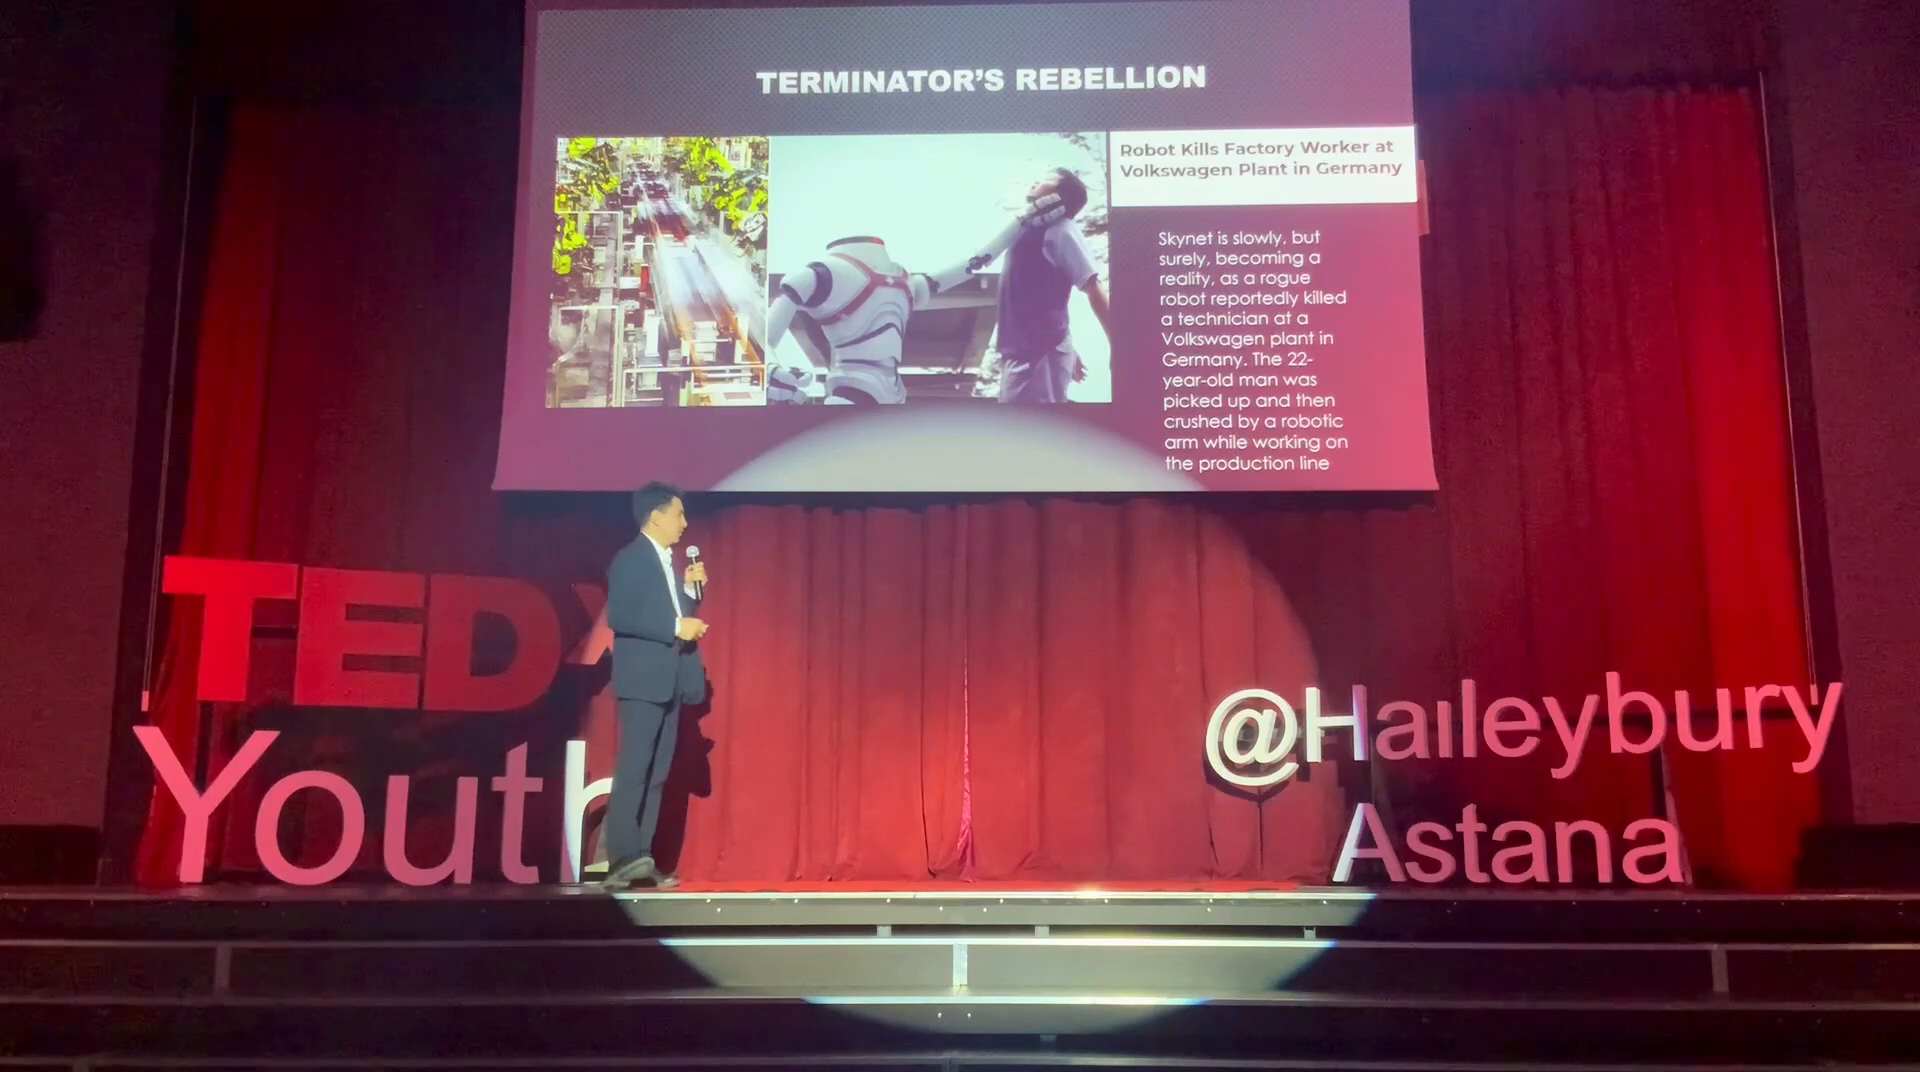 TERMINATOR'S REBELLION
Robot Kills Factory Worker at
Volkswagen Plant in Germany
Skynet is slowly, but
surely, becoming a
reality, as a rogue
robot reportedly killed
a technician at a
Volkswagen plant in
Germany. The 22-
year-old man was
picked up and then
crushed by a robotic
arm while working on
the production line
TEDx
Youth
@Haileybury
Astana